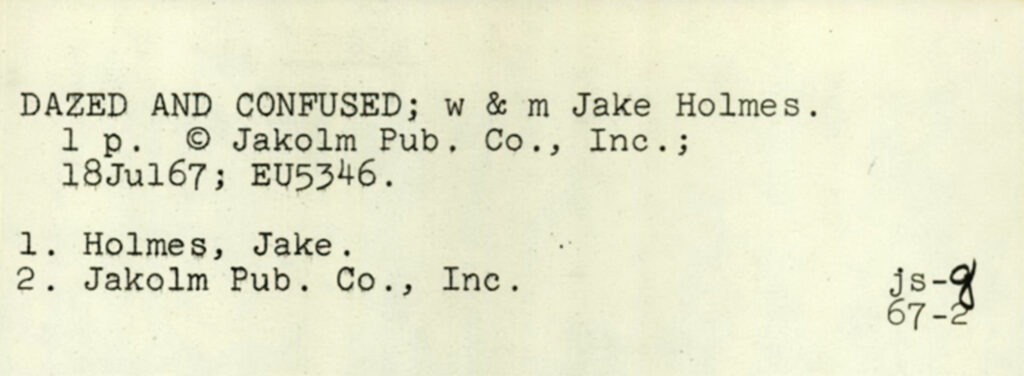 DAZED AND CONFUSED; w & m Jake Holmes.
1 p. © Jakolm Pub. Co., Inc.;
18Jul67; EU5346.
1. Holmes, Jake.
2. Jakolm Pub. Co., Inc.
js-g
67-2